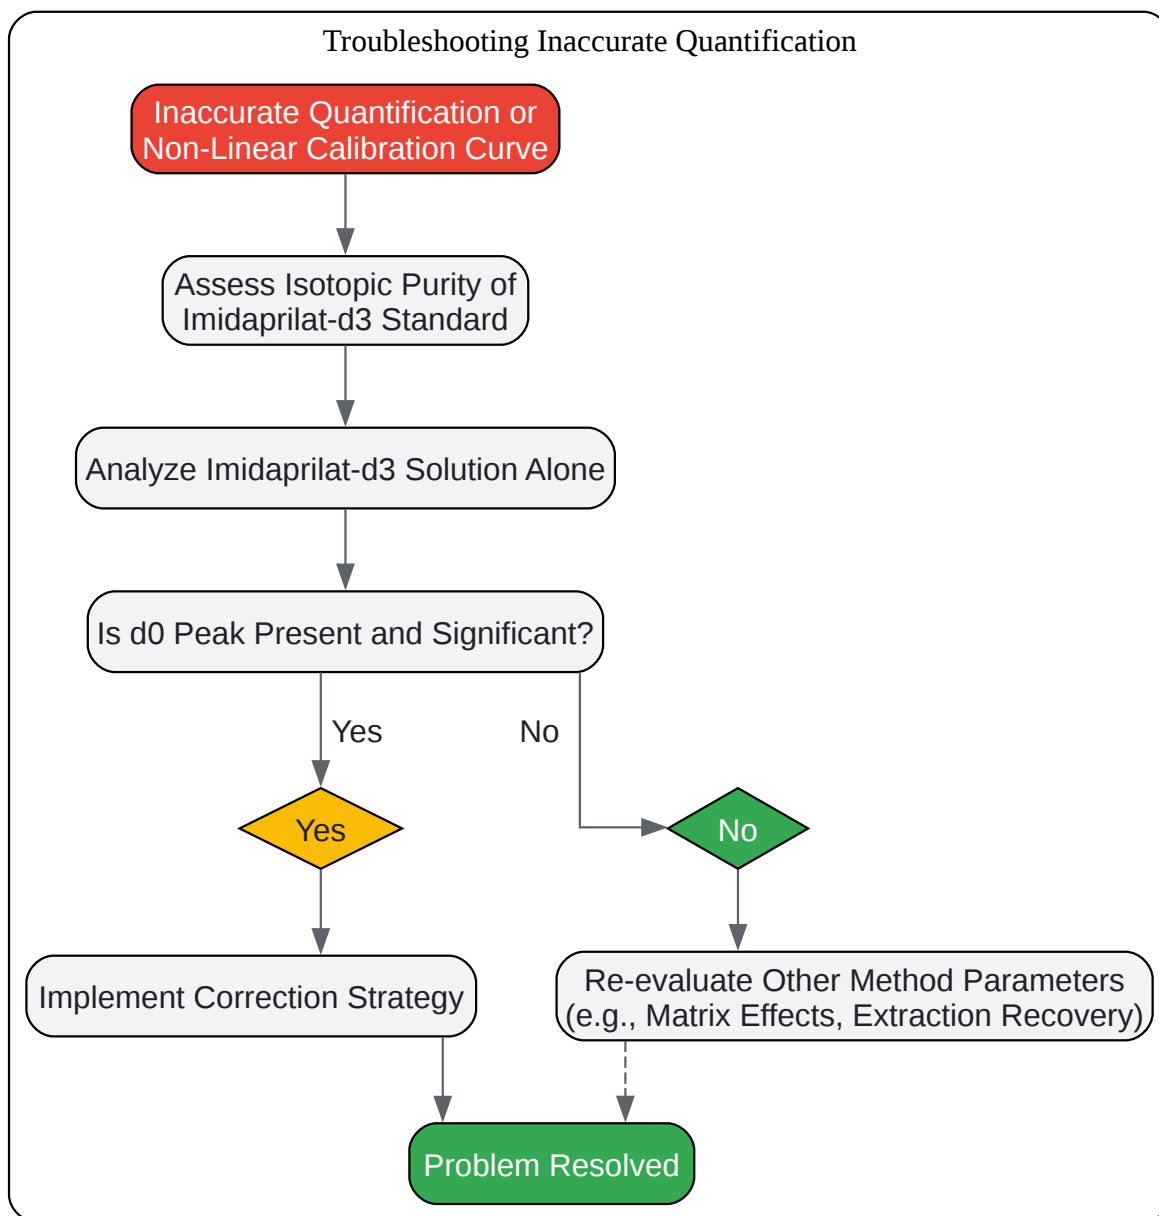 Troubleshooting Inaccurate Quantification
Inaccurate Quantification or
Non-Linear Calibration Curve
Assess Isotopic Purity of
Imidaprilat-d3 Standard
Analyze Imidaprilat-d3 Solution Alone
Is d0 Peak Present and Significant?
Yes
No
Yes
No
Implement Correction Strategy
Re-evaluate Other Method Parameters
(e.g., Matrix Effects, Extraction Recovery)
Problem Resolved